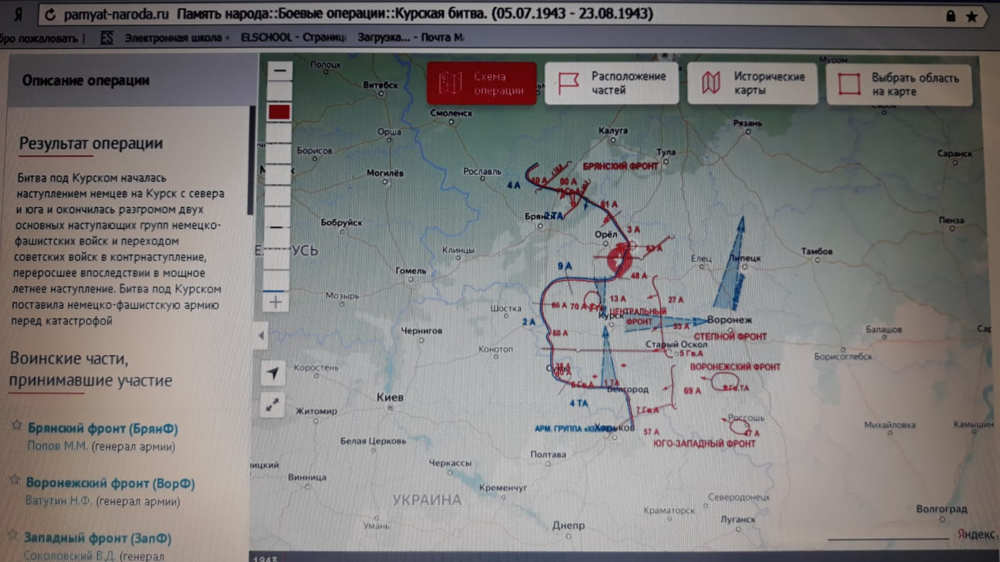 Я
pamyat-naroda.ru Память народа::Боевые операции::Курская битва. (05.07.1943 - 23.08.1943)
бро пожаловать |
ES
Электронная школа
ELSCHOOL - Страниц
Загрузка... - Почта M
Описание операции
Результат операции
Битва под Курском началась
наступлением немцев на Курск с севера
и юга и окончилась разгромом двух
основных наступающих групп немецко-
фашистских войск и переходом
советских войск в контрнаступление,
переросшее впоследствии в мощное
летнее наступление. Битва под Курском
поставила немецко-фашистскую армию
перед катастрофой
Воинские части,
принимавшие участие
Брянский фронт (БрянФ)
Попов М.М. (генерал армии)
Воронежский фронт (ВорФ)
Ватутин Н.Ф. (генерал армии)
Западный фронт (ЗапФ)
Соколовский В.Д. (генерал
Схема
операции
Расположение
частей
Исторические
карты
Выбрать область
на карте
Полоцк
Муром
Витебск
Смоленск
Орша
Калуга
Рязань
Борисов
Тула
Саранск
БРЯНСКИЙ ФРОНТ
Могилёв
Рославль
4 А
50 А
61 А
Брянск
2 ТА
Бобруйск
Пенза
3 А
Орёл
63 А
УСЬ
Клинцы
Елец
Липецк
Тамбов
9 А
Гомель
48 А
Мозырь
13 А
27 А
Шостка
65 А
70 А
ЦЕНТРАЛЬНЫЙ
ФРОНТ
Курск
2 А
53 А
Воронеж
Чернигов
60 А
СТЕПНОЙ ФРОНТ
Балашов
Сар
Конотоп
Старый Оскол
5 Гв.А
Борисоглебск
Коростень
ВОРОНЕЖСКИЙ ФРОНТ
6 Гв.А
1 ТА
Белгород
69 А
Киев
4 ТА
Житомир
7 Гв.А
Россошь
АРМ. ГРУППА
Харьков
57 А
47 А
Михайловка
Камышин
Белая Церковь
ЮГО-ЗАПАДНЫЙ ФРОНТ
Полтава
ницкий
Черкассы
Винница
Кременчуг
УКРАИНА
Северодонецк
Краматорск
Волгоград
Умань
Днепр
Луганск
Яндекс
1943